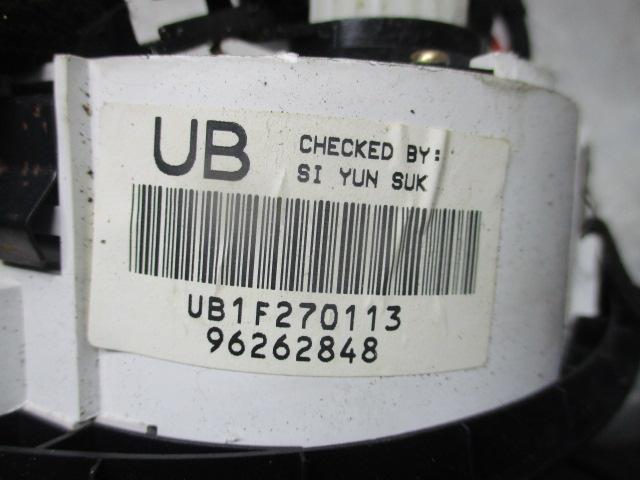 UB
CHECKED BY:
SI YUN SUK
UB1F270113
96262848